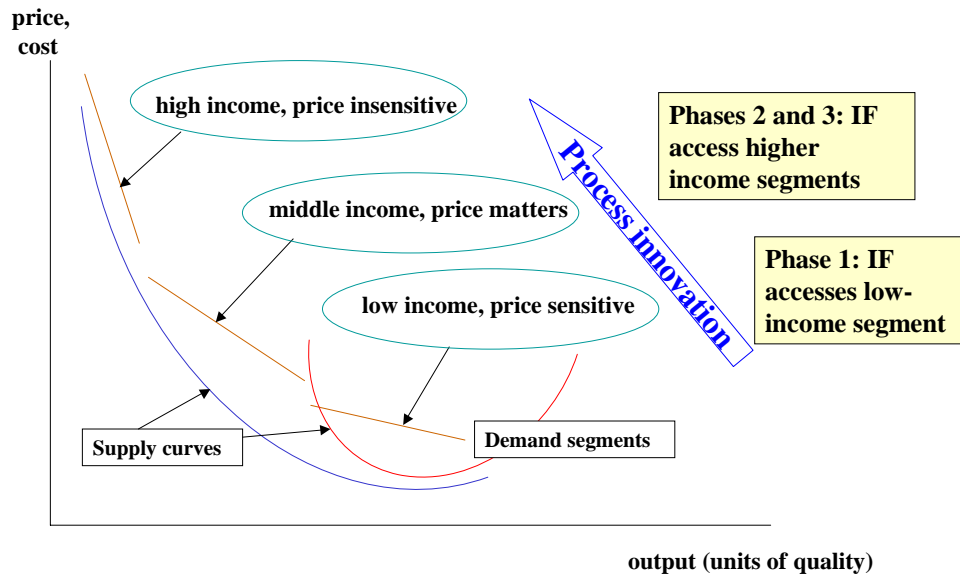 price,
cost
high income, price insensitive
Phases 2 and 3: IF
access higher
income segments
Process innovation
middle income, price matters
Phase 1: IF
accesses low-
income segment
low income, price sensitive
Supply curves
Demand segments
output (units of quality)